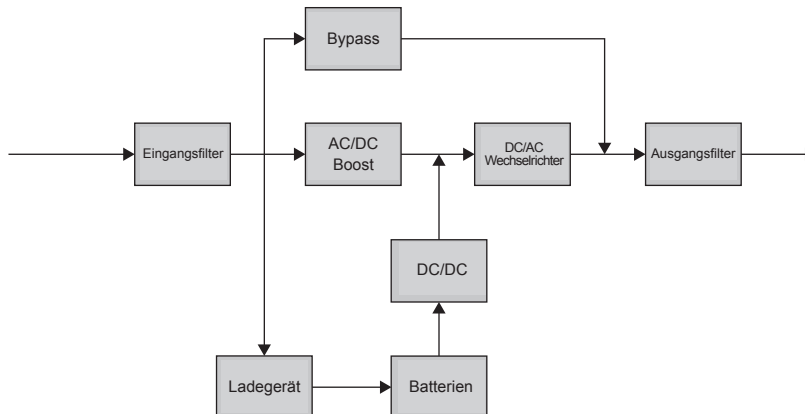 Bypass
Eingangsfilter
AC/DC
Boost
DC/AC
Wechselrichter
Ausgangsfilter
DC/DC
Ladegerät
Batterien